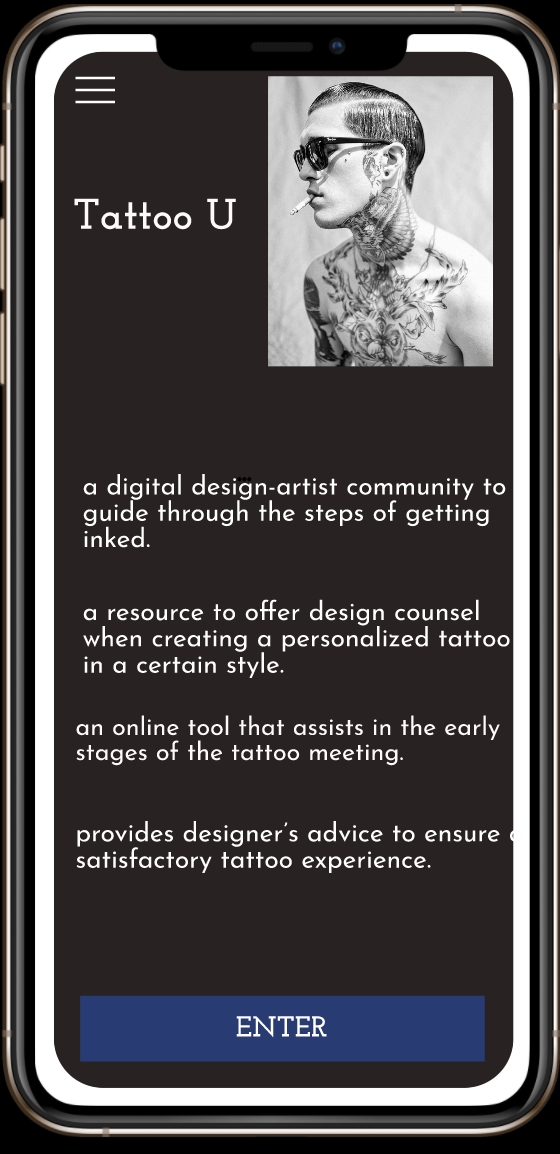 Tattoo U
a digital design-artist community to
guide through the steps of getting
inked.
a resource to offer design counsel
when creating a personalized tattoo
in a certain style.
an online tool that assists in the early
stages of the tattoo meeting.
provides designer's advice to ensure
satisfactory tattoo experience.
ENTER